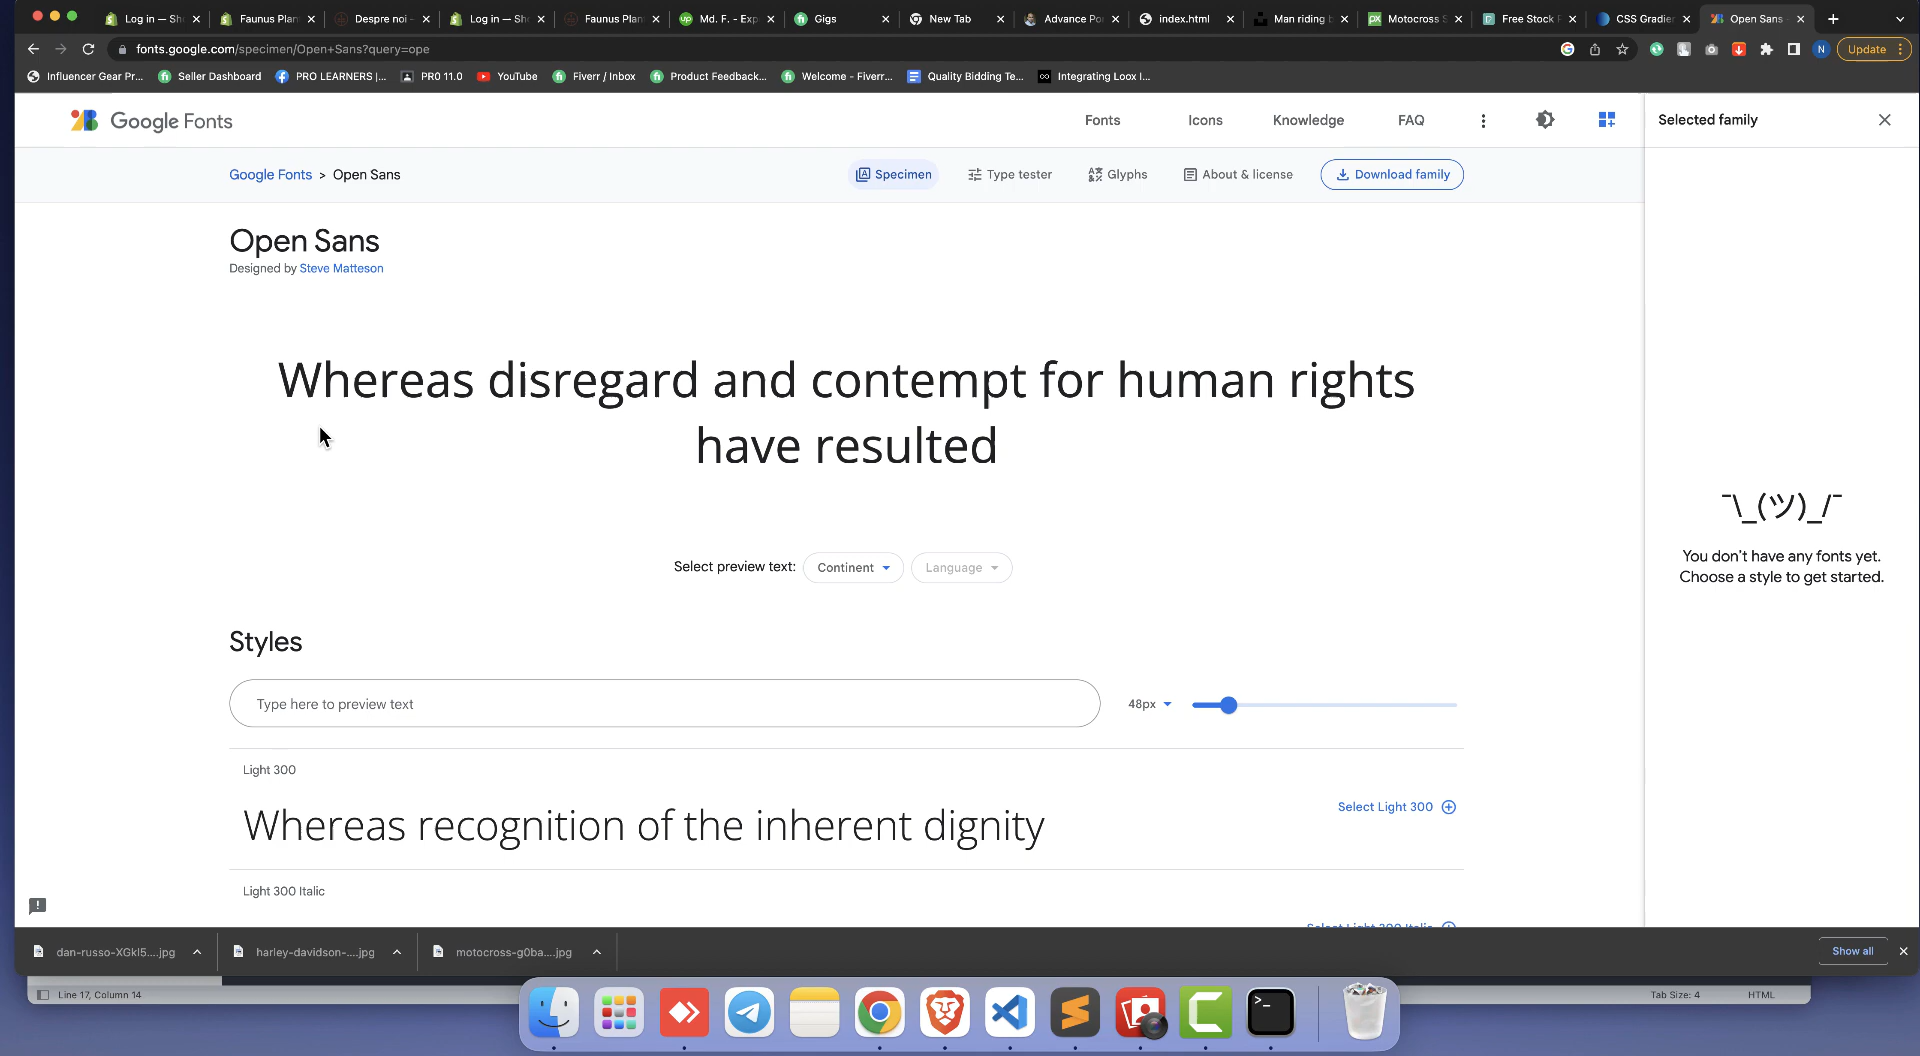 Log in — Sh
Faunus Plan
Despre noi –
Log in — Sh
Faunus Plan
Md. F. - Exp
Gigs
New Tab
Advance Po
index.html
Man riding
Motocross S
Free Stock P
CSS Gradie
Open Sans
fonts.google.com/specimen/Open+Sans?query=ope
N
Update
Influencer Gear Pr...
Seller Dashboard
PRO LEARNERS |...
PRO 11.0
YouTube
Fiverr / Inbox
Product Feedback...
Welcome - Fiverr...
Quality Bidding Te...
Integrating Loox I...
Google Fonts
Fonts
Icons
Knowledge
FAQ
Selected family
Google Fonts > Open Sans
Specimen
Type tester
Glyphs
About & license
Download family
Open Sans
Designed by Steve Matteson
Whereas disregard and contempt for human rights
have resulted
¯\_(ツ)_/¯
You don't have any fonts yet.
Choose a style to get started.
Select preview text:
Continent
Language
Styles
Type here to preview text
48px
Light 300
Whereas recognition of the inherent dignity
Select Light 300
Light 300 Italic
Select Light 300 Italic
dan-russo-XGkI5....jpg
harley-davidson-....jpg
motocross-g0ba....jpg
Show all
Line 17, Column 14
Tab Size: 4
HTML